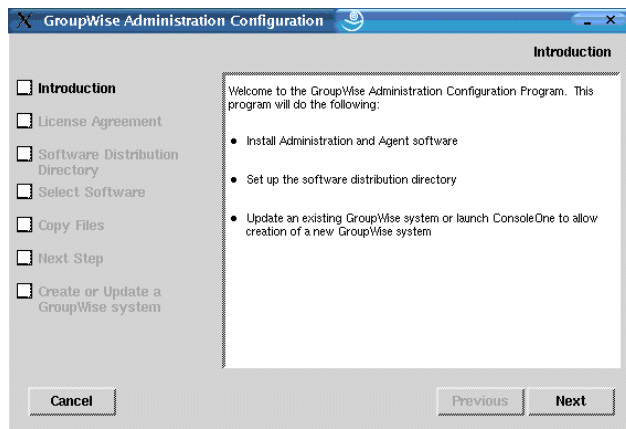 GroupWise Administration Configuration
Introduction
Introduction
License Agreement
Software Distribution
Directory
Select Software
Copy Files
Next Step
Create or Update a
GroupWise system
Welcome to the GroupWise Administration Configuration Program. This
program will do the following:
• Install Administration and Agent software
• Set up the software distribution directory
• Update an existing GroupWise system or launch ConsoleOne to allow
creation of a new GroupWise system
Cancel
Previous
Next